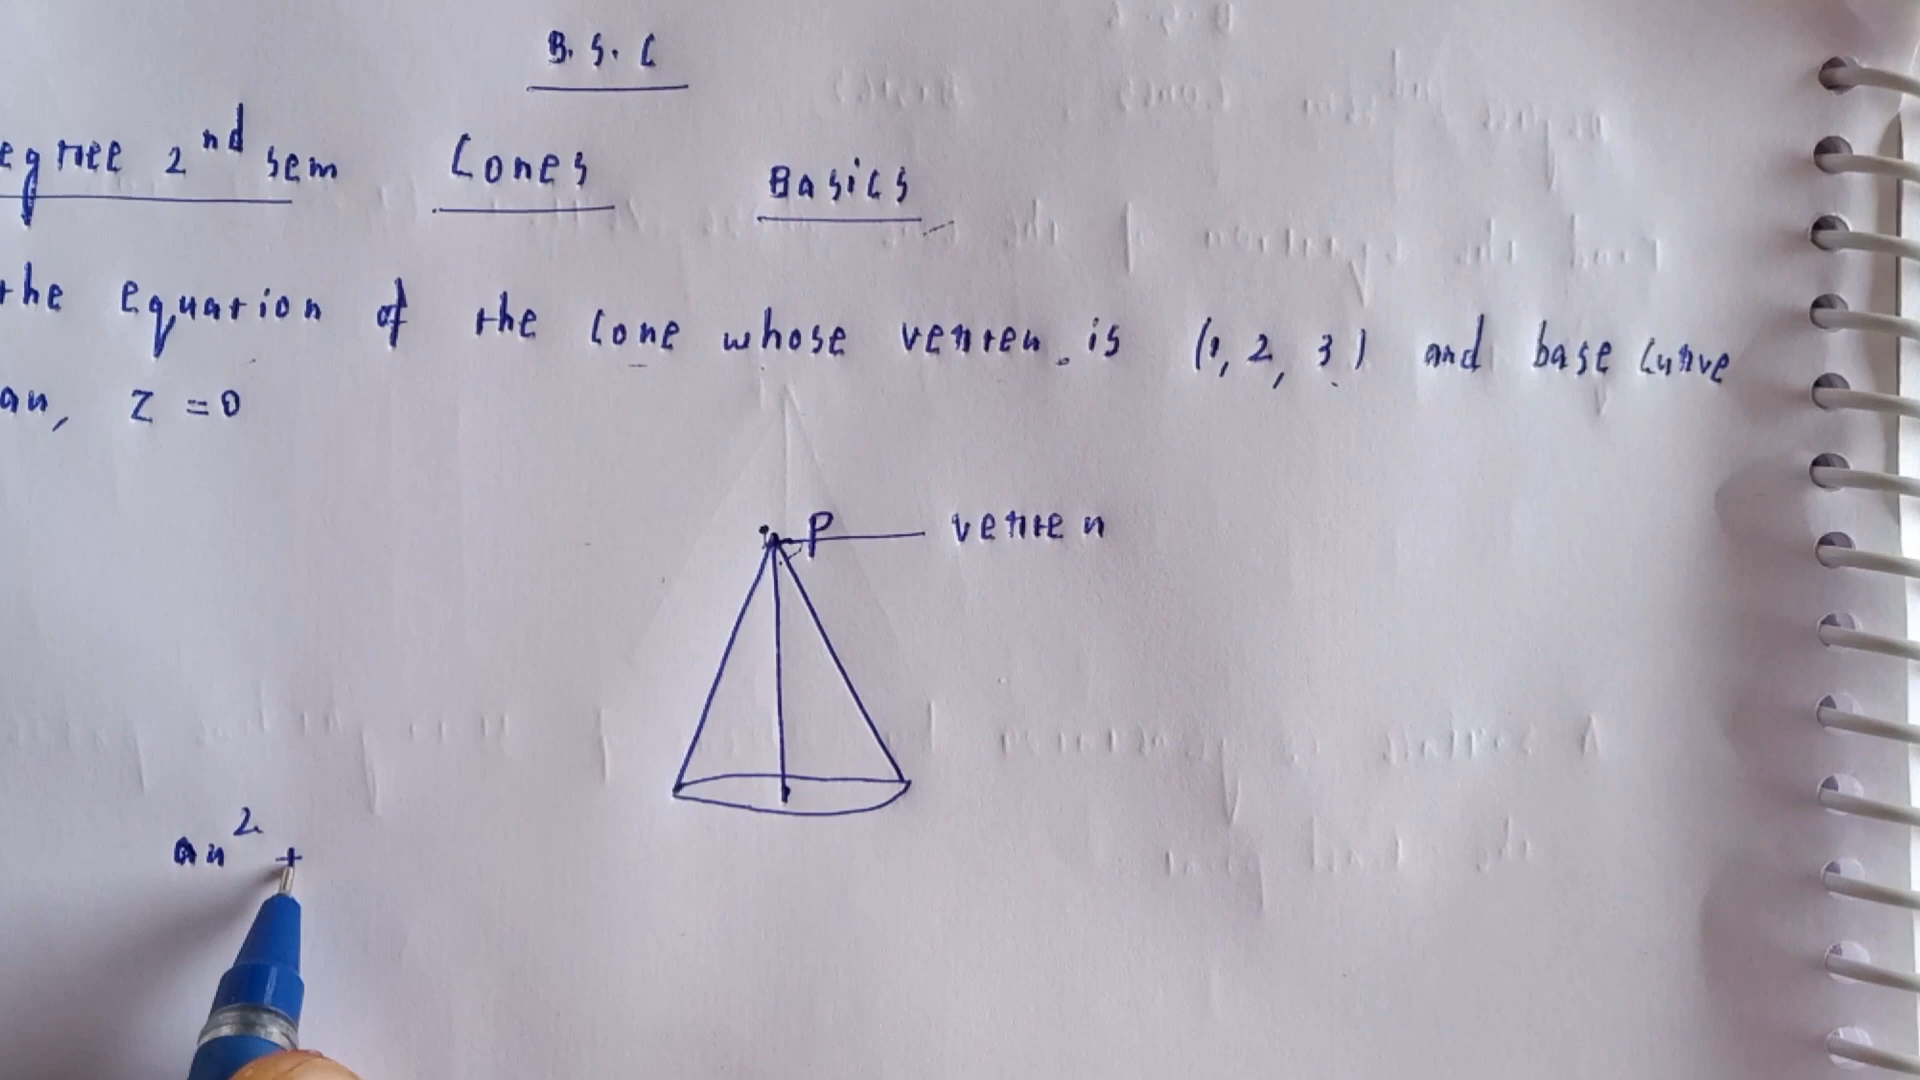 B.S.C
egree 2nd sem Cones Basics
the equation of the cone whose vertex is (1, 2, 3) and base curve
ax, Z = 0
P vertex
ax² +